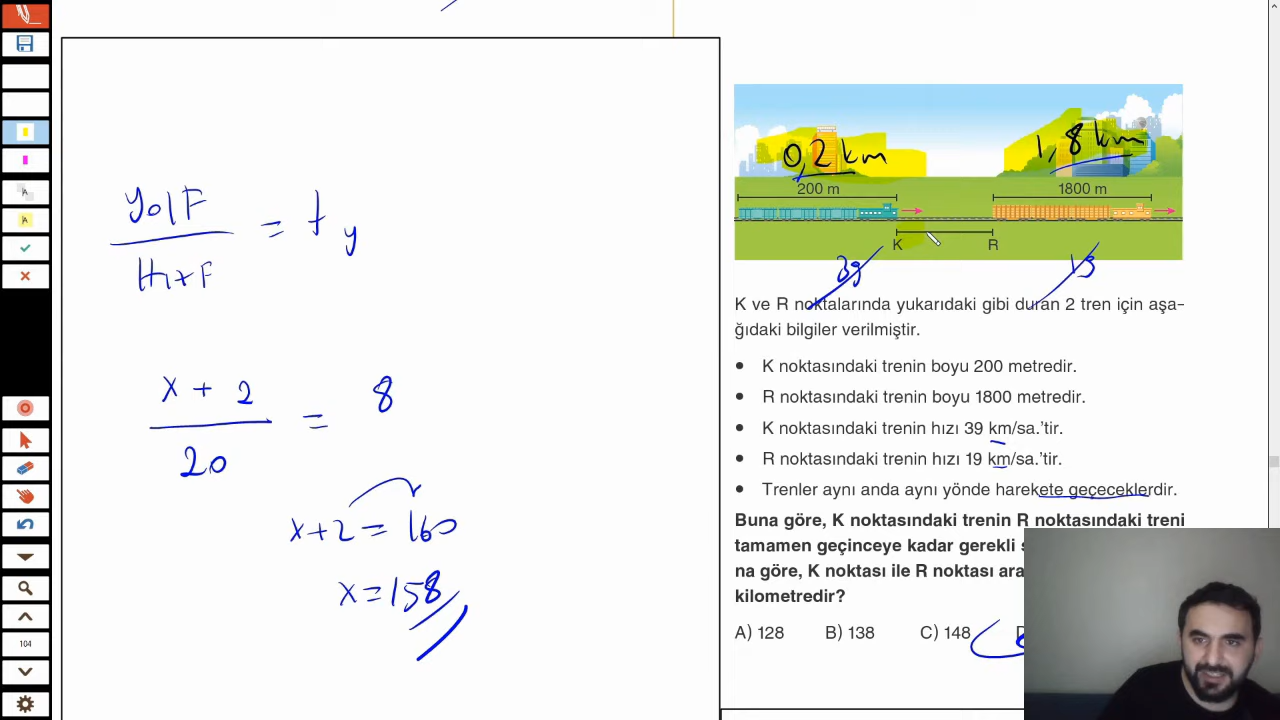 yolF
HızF
= t
y
x + 2
20
= 8
x+2 = 160
x = 158
0,2 km
1,8 km
200 m
1800 m
K
R
39
19
K ve R noktalarında yukarıdaki gibi duran 2 tren için aşa-
ğıdaki bilgiler verilmiştir.
● K noktasındaki trenin boyu 200 metredir.
● R noktasındaki trenin boyu 1800 metredir.
● K noktasındaki trenin hızı 39 km/sa.'tir.
● R noktasındaki trenin hızı 19 km/sa.'tir.
● Trenler aynı anda aynı yönde harekete geçeceklerdir.
Buna göre, K noktasındaki trenin R noktasındaki treni
tamamen geçinceye kadar gerekli
na göre, K noktası ile R noktası
kilometredir?
A) 128 B) 138 C) 148
104